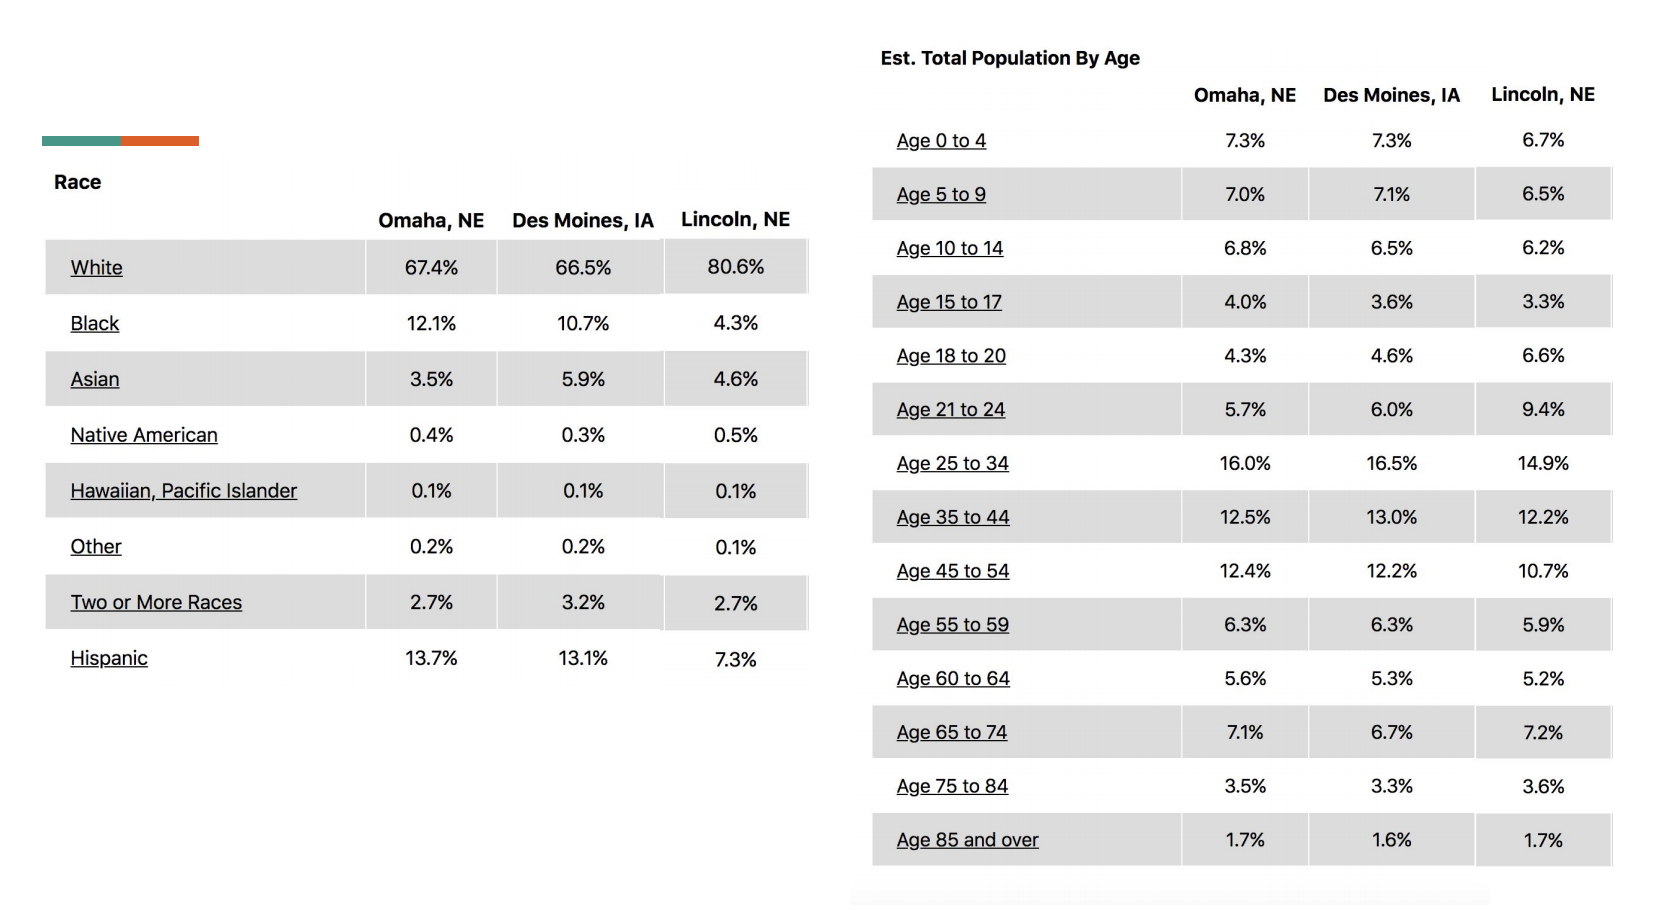 Race
Omaha, NE Des Moines, IA Lincoln, NE
White 67.4% 66.5% 80.6%
Black 12.1% 10.7% 4.3%
Asian 3.5% 5.9% 4.6%
Native American 0.4% 0.3% 0.5%
Hawaiian, Pacific Islander 0.1% 0.1% 0.1%
Other 0.2% 0.2% 0.1%
Two or More Races 2.7% 3.2% 2.7%
Hispanic 13.7% 13.1% 7.3%
Est. Total Population By Age
Omaha, NE Des Moines, IA Lincoln, NE
Age 0 to 4 7.3% 7.3% 6.7%
Age 5 to 9 7.0% 7.1% 6.5%
Age 10 to 14 6.8% 6.5% 6.2%
Age 15 to 17 4.0% 3.6% 3.3%
Age 18 to 20 4.3% 4.6% 6.6%
Age 21 to 24 5.7% 6.0% 9.4%
Age 25 to 34 16.0% 16.5% 14.9%
Age 35 to 44 12.5% 13.0% 12.2%
Age 45 to 54 12.4% 12.2% 10.7%
Age 55 to 59 6.3% 6.3% 5.9%
Age 60 to 64 5.6% 5.3% 5.2%
Age 65 to 74 7.1% 6.7% 7.2%
Age 75 to 84 3.5% 3.3% 3.6%
Age 85 and over 1.7% 1.6% 1.7%